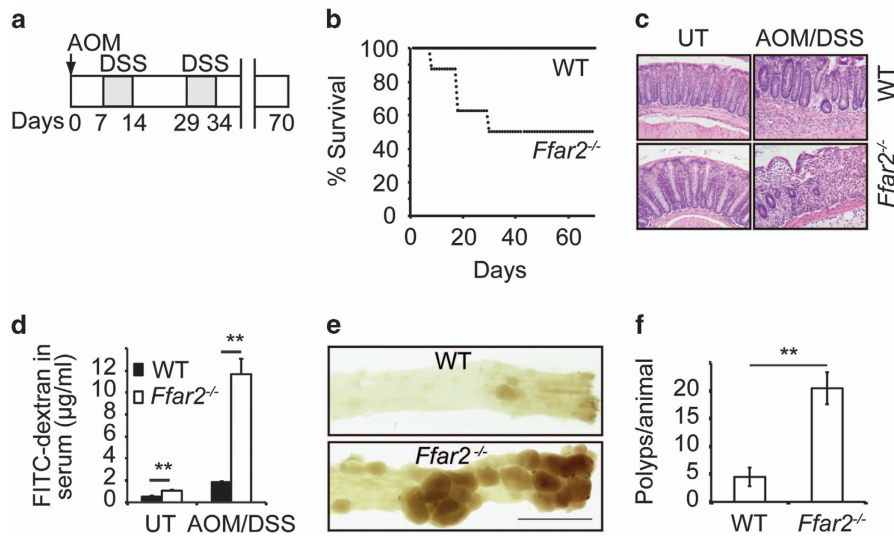 a
AOM
DSS DSS
Days 0 7 14 29 34 70
b
% Survival
100
80
60
40
20
0
WT
Ffar2-/-
0 20 40 60
Days
c
UT AOM/DSS
WT
Ffar2-/-
d
FITC-dextran in
serum (µg/ml)
12
10
8
6
4
2
0
WT
Ffar2-/-
**
**
UT AOM/DSS
e
WT
Ffar2-/-
f
Polyps/animal
20
15
10
5
0
**
WT Ffar2-/-